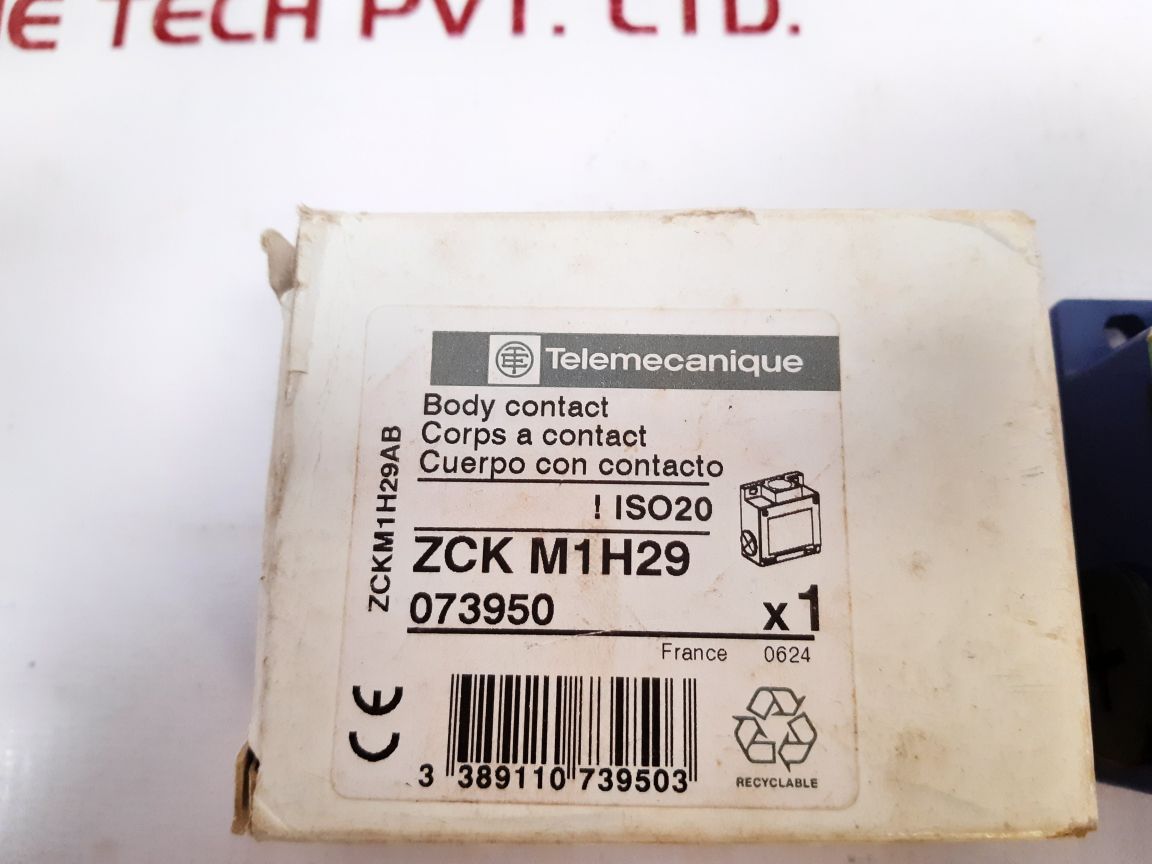 TECH PVT. LTD.
Telemecanique
Body contact
Corps a contact
Cuerpo con contacto
! ISO20
ZCK M1H29
073950 x1
France 0624
ZCKM1H29AB
CE
3 389110 739503
RECYCLABLE